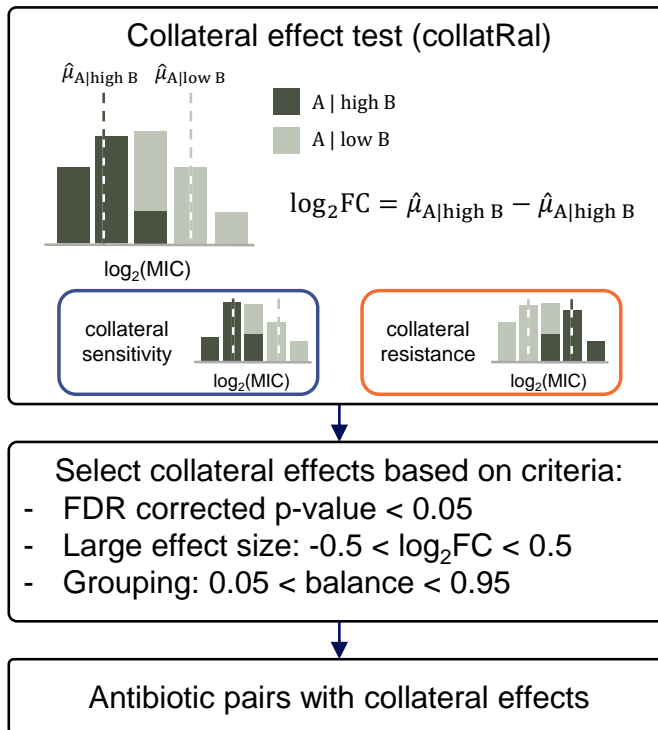 Collateral effect test (collatRal)
μ̂A|high B
μ̂A|low B
A | high B
A | low B
log₂FC = μ̂A|high B − μ̂A|high B
log₂(MIC)
collateral
sensitivity
log₂(MIC)
collateral
resistance
log₂(MIC)
Select collateral effects based on criteria:
- FDR corrected p-value < 0.05
- Large effect size: -0.5 < log₂FC < 0.5
- Grouping: 0.05 < balance < 0.95
Antibiotic pairs with collateral effects